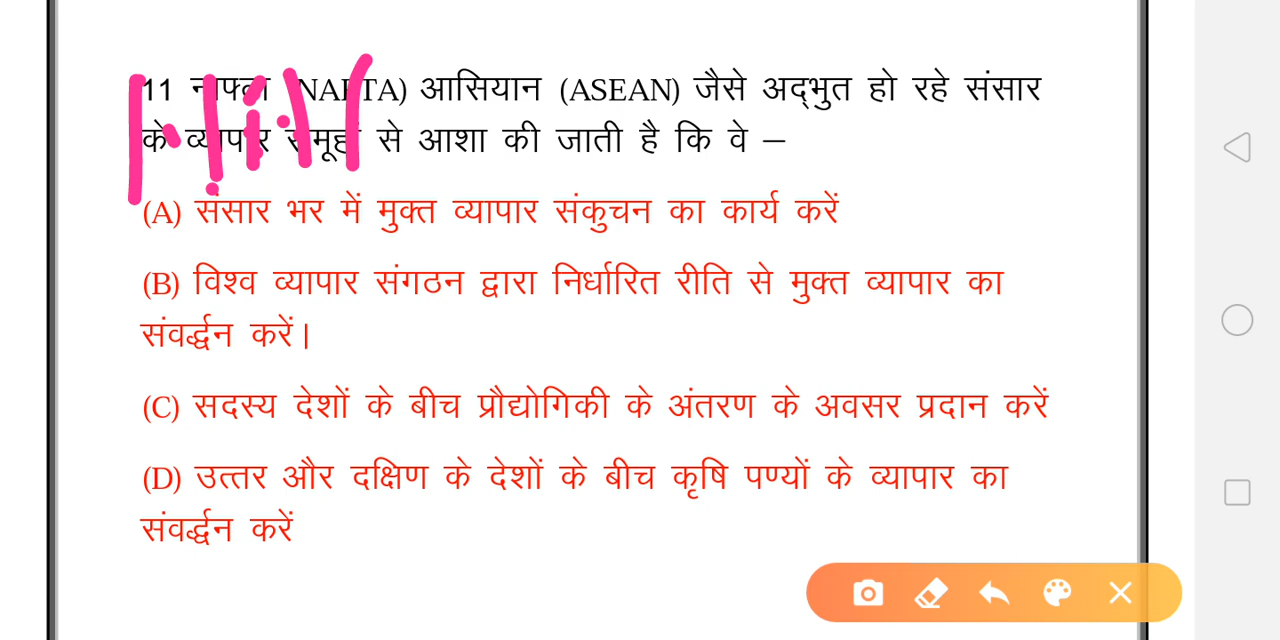 11 नाफ्टा (NAFTA) आसियान (ASEAN) जैसे अद्भुत हो रहे संसार
के व्यापार समूहों से आशा की जाती है कि वे –
(A) संसार भर में मुक्त व्यापार संकुचन का कार्य करें
(B) विश्व व्यापार संगठन द्वारा निर्धारित रीति से मुक्त व्यापार का
संवर्द्धन करें।
(C) सदस्य देशों के बीच प्रौद्योगिकी के अंतरण के अवसर प्रदान करें
(D) उत्तर और दक्षिण के देशों के बीच कृषि पण्यों के व्यापार का
संवर्द्धन करें